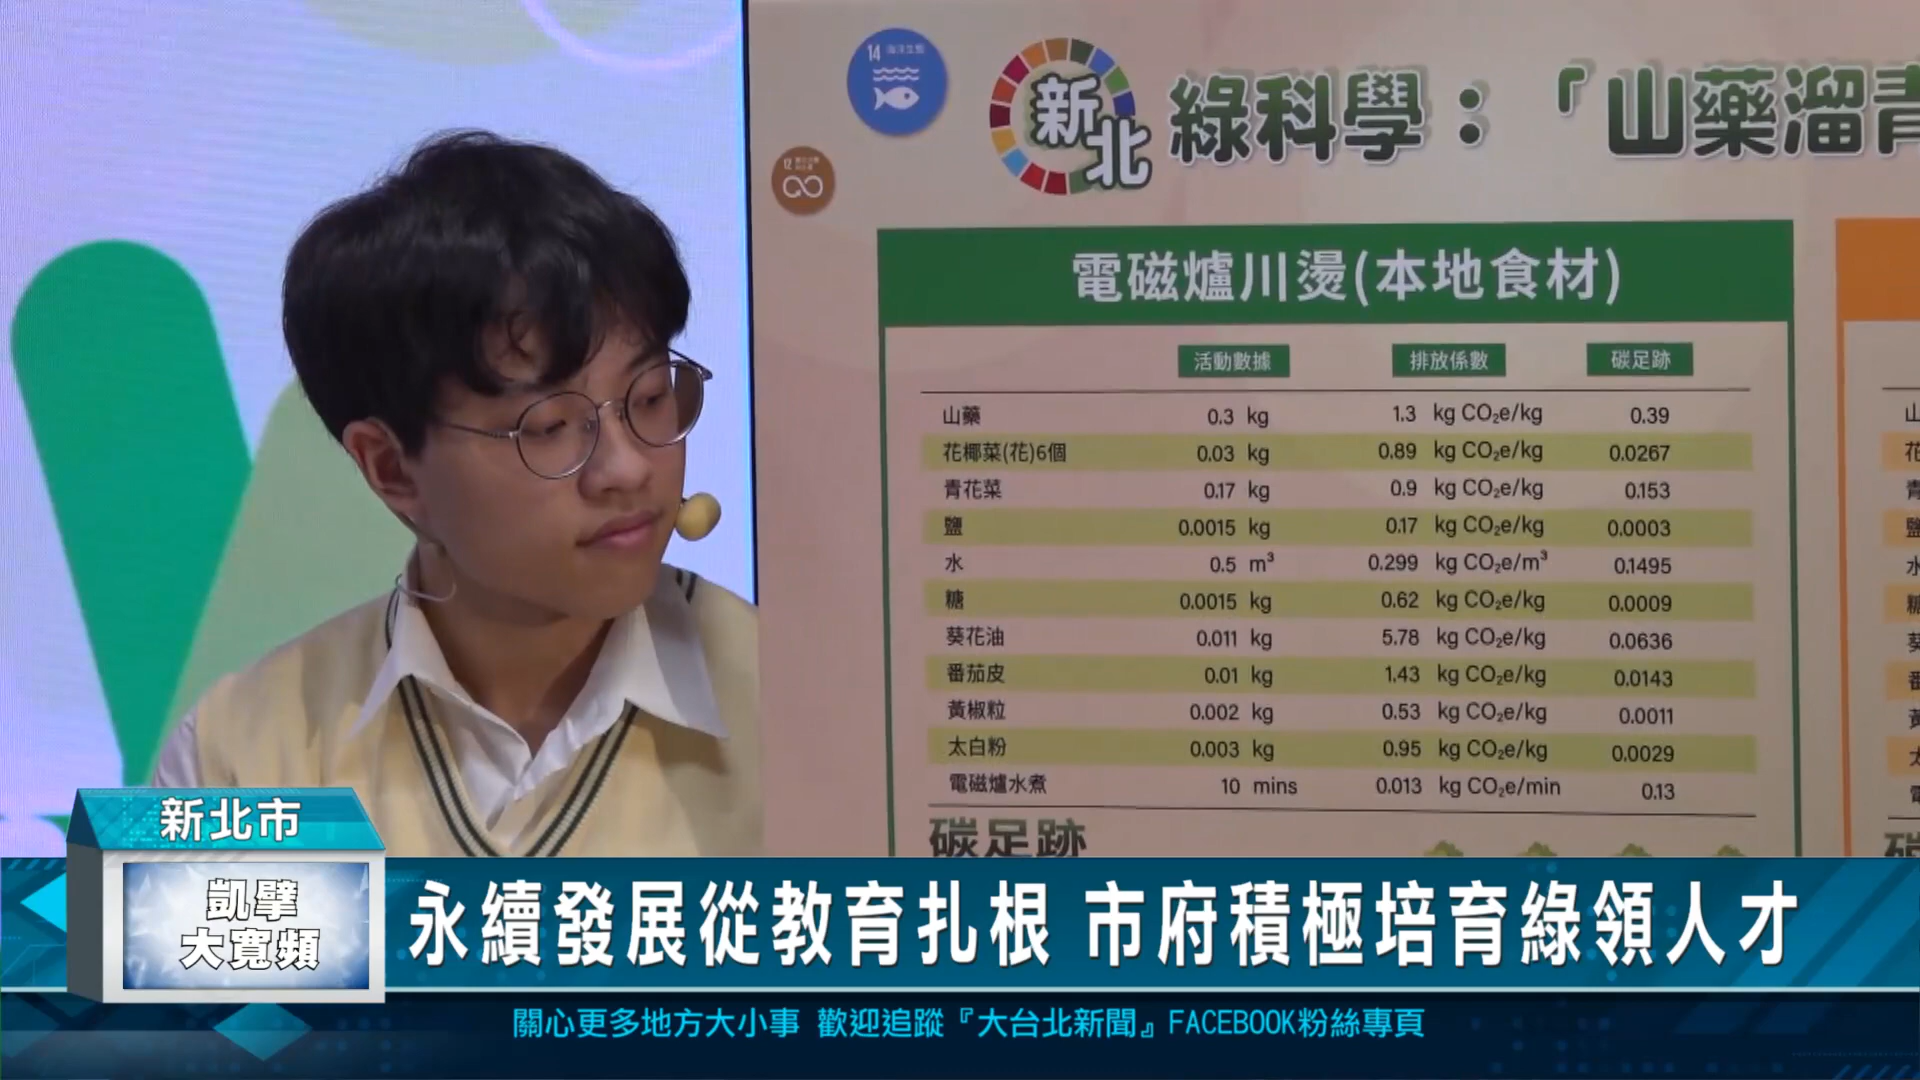 14 海洋生態
12
新北
綠科學：「山藥溜青
電磁爐川燙(本地食材)
活動數據 排放係數 碳足跡
山藥 0.3 kg 1.3 kg CO₂e/kg 0.39
花椰菜(花)6個 0.03 kg 0.89 kg CO₂e/kg 0.0267
青花菜 0.17 kg 0.9 kg CO₂e/kg 0.153
鹽 0.0015 kg 0.17 kg CO₂e/kg 0.0003
水 0.5 m³ 0.299 kg CO₂e/m³ 0.1495
糖 0.0015 kg 0.62 kg CO₂e/kg 0.0009
葵花油 0.011 kg 5.78 kg CO₂e/kg 0.0636
番茄皮 0.01 kg 1.43 kg CO₂e/kg 0.0143
黃椒粒 0.002 kg 0.53 kg CO₂e/kg 0.0011
太白粉 0.003 kg 0.95 kg CO₂e/kg 0.0029
電磁爐水煮 10 mins 0.013 kg CO₂e/min 0.13
碳足跡
新北市
凱擘
大寬頻
永續發展從教育扎根 市府積極培育綠領人才
關心更多地方大小事 歡迎追蹤『大台北新聞』FACEBOOK粉絲專頁